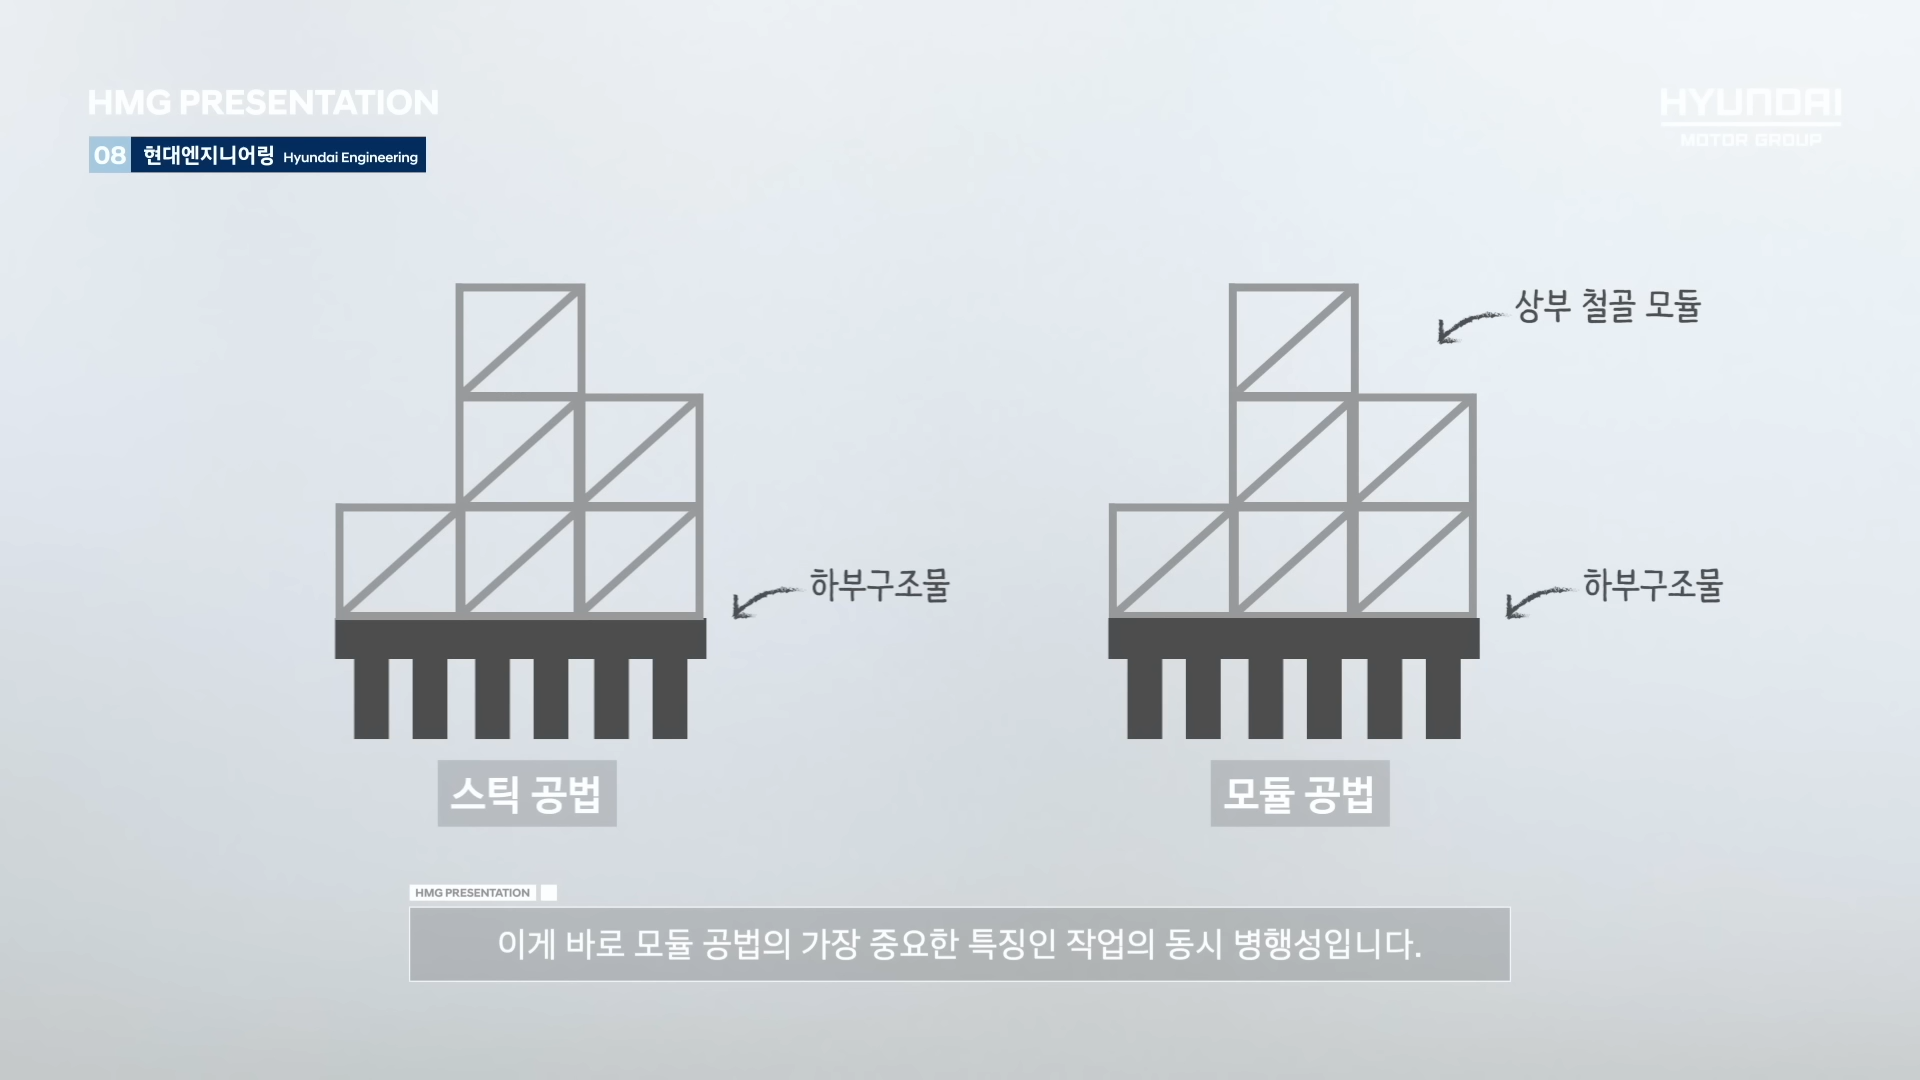 HMG PRESENTATION
08 현대엔지니어링 Hyundai Engineering
HYUNDAI
MOTOR GROUP
상부 철골 모듈
하부구조물
하부구조물
스틱 공법
모듈 공법
HMG PRESENTATION
이게 바로 모듈 공법의 가장 중요한 특징인 작업의 동시 병행성입니다.